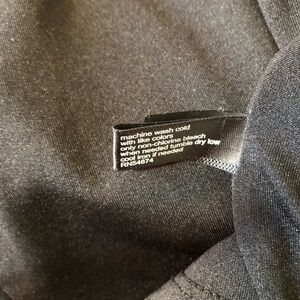 machine wash cold
with like colors
only non-chlorine bleach
when needed tumble dry low
cool iron if needed
RN54874